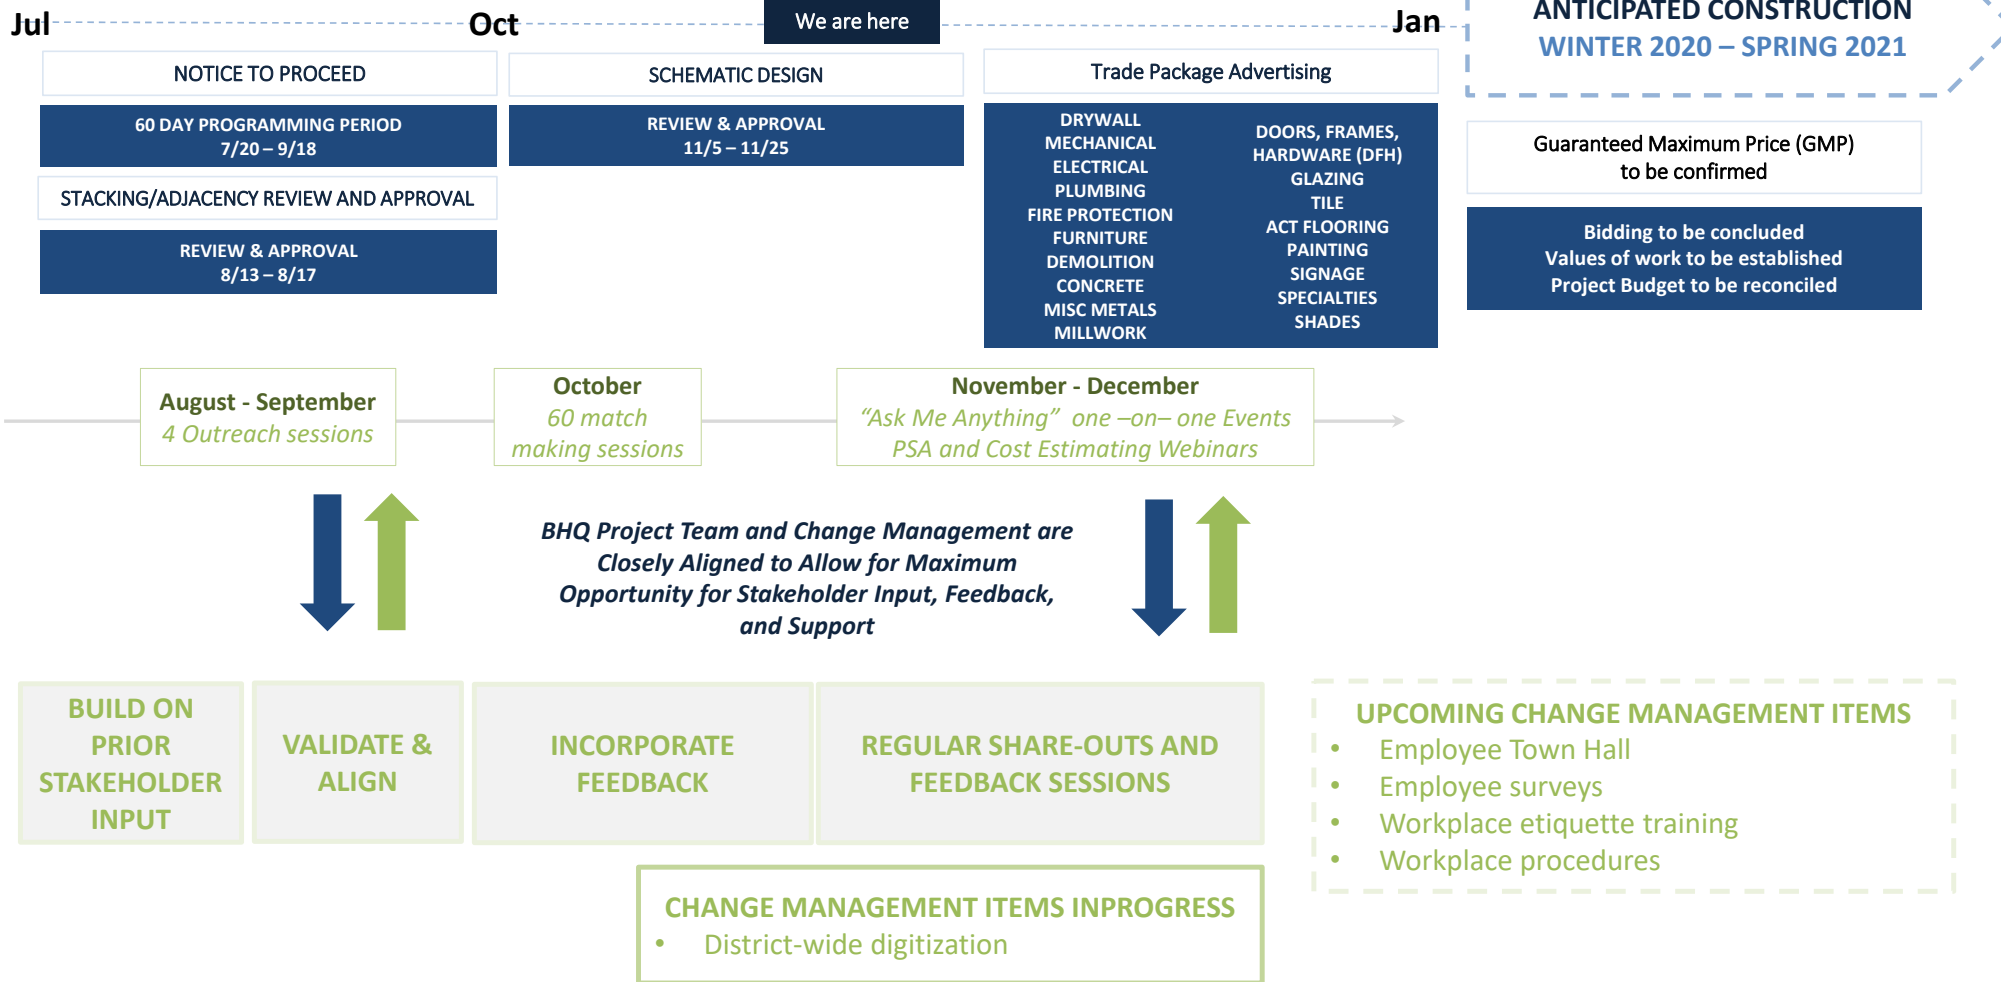 Jul
Oct
We are here
Jan
ANTICIPATED CONSTRUCTION
WINTER 2020 – SPRING 2021
NOTICE TO PROCEED
60 DAY PROGRAMMING PERIOD
7/20 – 9/18
STACKING/ADJACENCY REVIEW AND APPROVAL
REVIEW & APPROVAL
8/13 – 8/17
SCHEMATIC DESIGN
REVIEW & APPROVAL
11/5 – 11/25
Trade Package Advertising
DRYWALL
MECHANICAL
ELECTRICAL
PLUMBING
FIRE PROTECTION
FURNITURE
DEMOLITION
CONCRETE
MISC METALS
MILLWORK
DOORS, FRAMES,
HARDWARE (DFH)
GLAZING
TILE
ACT FLOORING
PAINTING
SIGNAGE
SPECIALTIES
SHADES
Guaranteed Maximum Price (GMP)
to be confirmed
Bidding to be concluded
Values of work to be established
Project Budget to be reconciled
August - September
4 Outreach sessions
October
60 match
making sessions
November - December
“Ask Me Anything” one –on– one Events
PSA and Cost Estimating Webinars
BHQ Project Team and Change Management are
Closely Aligned to Allow for Maximum
Opportunity for Stakeholder Input, Feedback,
and Support
BUILD ON
PRIOR
STAKEHOLDER
INPUT
VALIDATE &
ALIGN
INCORPORATE
FEEDBACK
REGULAR SHARE-OUTS AND
FEEDBACK SESSIONS
UPCOMING CHANGE MANAGEMENT ITEMS
• Employee Town Hall
• Employee surveys
• Workplace etiquette training
• Workplace procedures
CHANGE MANAGEMENT ITEMS INPROGRESS
• District-wide digitization